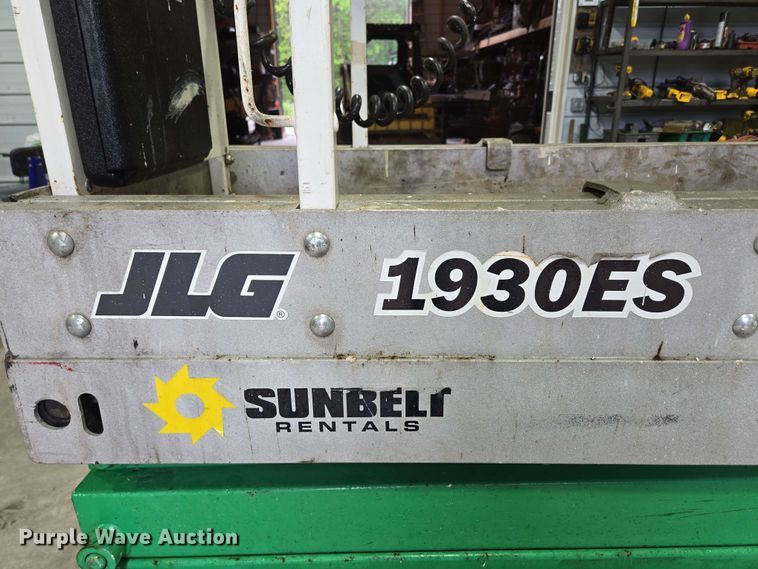 JLG® 1930ES
SUNBELT
RENTALS
Purple Wave Auction